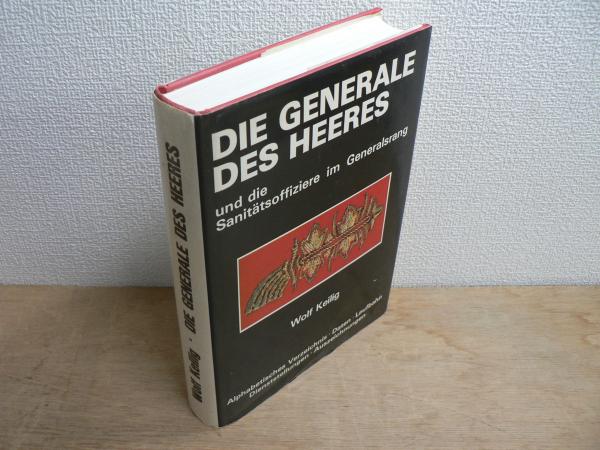 DIE GENERALE
DES HEERES
und die
Sanitätsoffiziere im Generalsrang
Wolf Keilig
Alphabetisches Verzeichnis · Daten · Laufbahn
Dienststellungen · Auszeichnungen
Wolf Keilig · DIE GENERALE DES HEERES